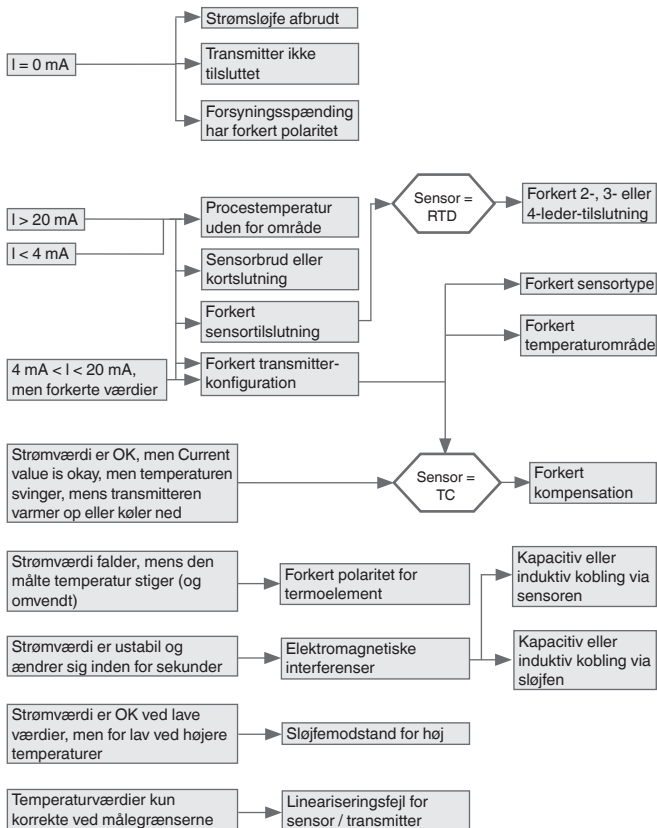 I = 0 mA
Strømsløjfe afbrudt
Transmitter ikke
tilsluttet
Forsyningsspænding
har forkert polaritet
I > 20 mA
I < 4 mA
4 mA < I < 20 mA,
men forkerte værdier
Procestemperatur
uden for område
Sensorbrud eller
kortslutning
Forkert
sensortilslutning
Forkert transmitter-
konfiguration
Sensor =
RTD
Forkert 2-, 3- eller
4-leder-tilslutning
Forkert sensortype
Forkert
temperaturområde
Strømværdi er OK, men Current
value is okay, men temperaturen
svinger, mens transmitteren
varmer op eller køler ned
Sensor =
TC
Forkert
kompensation
Strømværdi falder, mens den
målte temperatur stiger (og
omvendt)
Forkert polaritet for
termoelement
Strømværdi er ustabil og
ændrer sig inden for sekunder
Elektromagnetiske
interferenser
Kapacitiv eller
induktiv kobling via
sensoren
Kapacitiv eller
induktiv kobling via
sløjfen
Strømværdi er OK ved lave
værdier, men for lav ved højere
temperaturer
Sløjfemodstand for høj
Temperaturværdier kun
korrekte ved målegrænserne
Lineariseringsfejl for
sensor / transmitter